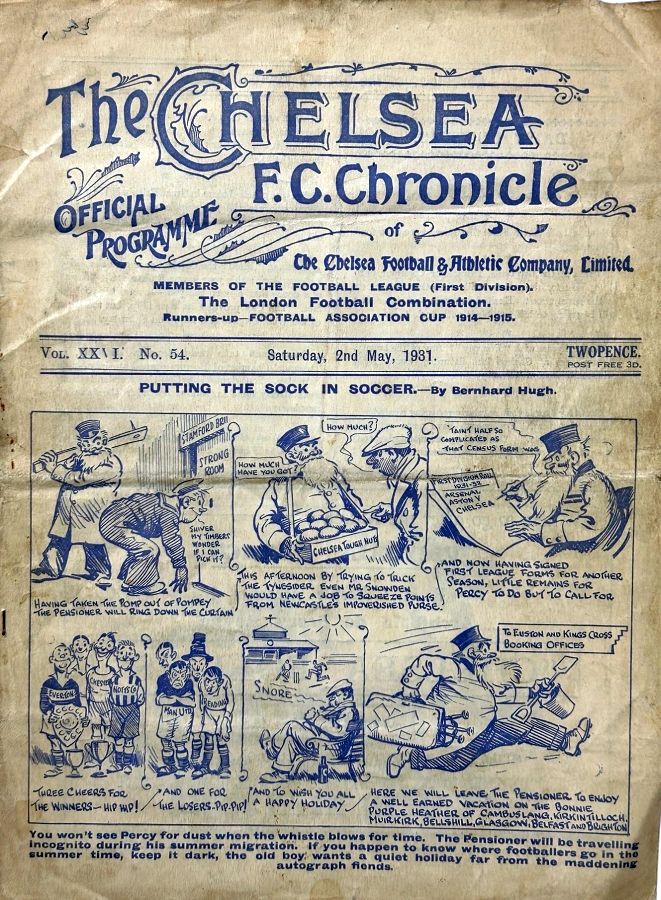 The CHELSEA
F.C. Chronicle
OFFICIAL
PROGRAMME
of
The Chelsea Football & Athletic Company, Limited.
MEMBERS OF THE FOOTBALL LEAGUE (First Division).
The London Football Combination.
Runners-up—FOOTBALL ASSOCIATION CUP 1914—1915.
VOL. XXVI. No. 54.
Saturday, 2nd May, 1931.
TWOPENCE.
POST FREE 3D.
PUTTING THE SOCK IN SOCCER.—By Bernhard Hugh.
STAMFORD BRI
STRONG
ROOM
SHIVER
MY TIMBERS
WONDER
IF I CAN
PICK IT?
HAVING TAKEN THE POMP OUT OF POMPEY
THE PENSIONER WILL RING DOWN THE CURTAIN
HOW MUCH
HAVE YOU GOT?
HOW MUCH?
CHELSEA TOUGH NUB
THIS AFTERNOON BY TRYING TO TRICK
THE TYNESIDER. EVEN MR SNOWDEN
WOULD HAVE A JOB TO SQUEEZE POINTS
FROM NEWCASTLE'S IMPOVERISHED PURSE.
TAINT HALF SO
COMPLICATED AS
THAT CENSUS FORM WAS
FIRST DIVISION ROLL
1931-32
ARSENAL
ASTON V
CHELSEA
AND NOW HAVING SIGNED
FIRST LEAGUE FORMS FOR ANOTHER
SEASON, LITTLE REMAINS FOR
PERCY TO DO BUT TO CALL FOR
EVERTON
CHESTER
NOTTS CO
THREE CHEERS FOR
THE WINNERS—HIP HIP!
MAN UTD
READING
AND ONE FOR
THE LOSERS. PIP-PIP!
SNORE
AND TO WISH YOU ALL
A HAPPY HOLIDAY
TO EUSTON AND KINGS CROSS
BOOKING OFFICES
HERE WE WILL LEAVE THE PENSIONER TO ENJOY
A WELL EARNED VACATION ON THE BONNIE
PURPLE HEATHER OF CAMBUSLANG, KIRKINTILLOCH,
MUIRKIRK, BELLSHILL, GLASGOW, BELFAST AND BRIGHTON
You won't see Percy for dust when the whistle blows for time. The Pensioner will be travelling
incognito during his summer migration. If you happen to know where footballers go in the
summer time, keep it dark, the old boy wants a quiet holiday far from the maddening
autograph fiends.